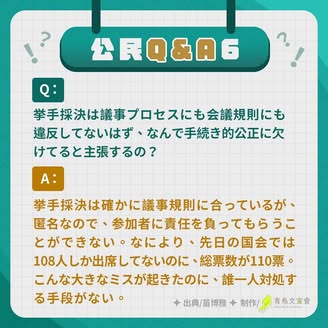 公民Q&A6
Q：
挙手採決は議事プロセスにも会議規則にも
違反してないはず、なんで手続き的公正に欠
けてると主張するの？
A：
挙手採決は確かに議事規則に合っているが、
匿名なので、参加者に責任を負ってもらうこ
とができない。なにより、先日の国会では
108人しか出席してないのに、総票数が110票。
こんな大きなミスが起きたのに、誰一人対処す
る手段がない。
出典/苗博雅 制作/ 青鳥文宣會